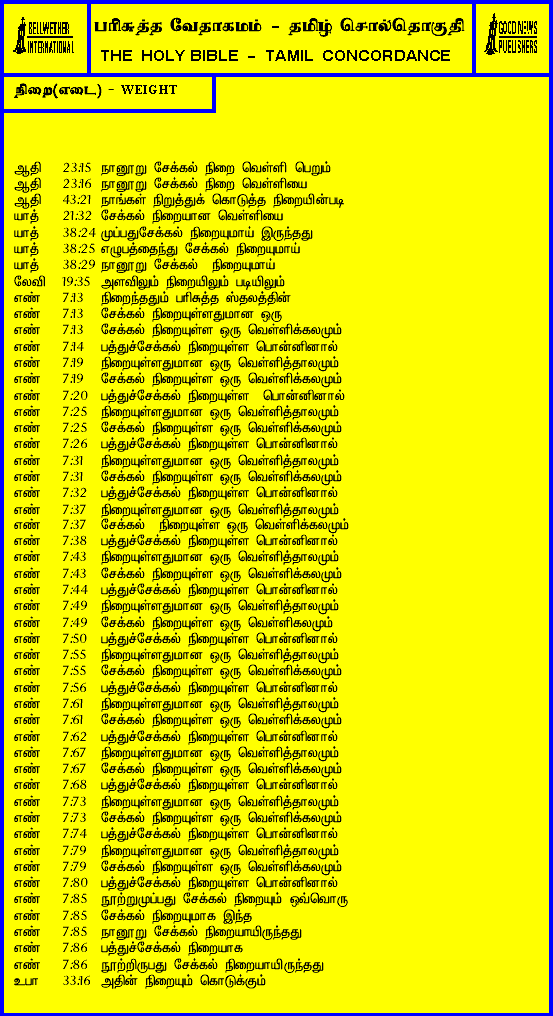 BELLWETHER
INTERNATIONAL
பரிசுத்த வேதாகமம் - தமிழ் சொல்தொகுதி
THE HOLY BIBLE - TAMIL CONCORDANCE
GOOD NEWS
PUBLISHERS
நிறை(எடை) - WEIGHT
ஆதி 23:15 நானூறு சேக்கல் நிறை வெள்ளி பெறும்
ஆதி 23:16 நானூறு சேக்கல் நிறை வெள்ளியை
ஆதி 43:21 நாங்கள் நிறுத்துக் கொடுத்த நிறையின்படி
யாத் 21:32 சேக்கல் நிறையான வெள்ளியை
யாத் 38:24 முப்பதுசேக்கல் நிறையுமாய் இருந்தது
யாத் 38:25 எழுபத்தைந்து சேக்கல் நிறையுமாய்
யாத் 38:29 நானூறு சேக்கல் நிறையுமாய்
லேவி 19:35 அளவிலும் நிறையிலும் படியிலும்
எண் 7:13 நிறைந்ததும் பரிசுத்த ஸ்தலத்தின்
எண் 7:13 சேக்கல் நிறையுள்ளதுமான ஒரு
எண் 7:13 சேக்கல் நிறையுள்ள ஒரு வெள்ளிக்கலமும்
எண் 7:14 பத்துச்சேக்கல் நிறையுள்ள பொன்னினால்
எண் 7:19 நிறையுள்ளதுமான ஒரு வெள்ளித்தாலமும்
எண் 7:19 சேக்கல் நிறையுள்ள ஒரு வெள்ளிக்கலமும்
எண் 7:20 பத்துச்சேக்கல் நிறையுள்ள பொன்னினால்
எண் 7:25 நிறையுள்ளதுமான ஒரு வெள்ளித்தாலமும்
எண் 7:25 சேக்கல் நிறையுள்ள ஒரு வெள்ளிக்கலமும்
எண் 7:26 பத்துச்சேக்கல் நிறையுள்ள பொன்னினால்
எண் 7:31 நிறையுள்ளதுமான ஒரு வெள்ளித்தாலமும்
எண் 7:31 சேக்கல் நிறையுள்ள ஒரு வெள்ளிக்கலமும்
எண் 7:32 பத்துச்சேக்கல் நிறையுள்ள பொன்னினால்
எண் 7:37 நிறையுள்ளதுமான ஒரு வெள்ளித்தாலமும்
எண் 7:37 சேக்கல் நிறையுள்ள ஒரு வெள்ளிக்கலமும்
எண் 7:38 பத்துச்சேக்கல் நிறையுள்ள பொன்னினால்
எண் 7:43 நிறையுள்ளதுமான ஒரு வெள்ளித்தாலமும்
எண் 7:43 சேக்கல் நிறையுள்ள ஒரு வெள்ளிக்கலமும்
எண் 7:44 பத்துச்சேக்கல் நிறையுள்ள பொன்னினால்
எண் 7:49 நிறையுள்ளதுமான ஒரு வெள்ளித்தாலமும்
எண் 7:49 சேக்கல் நிறையுள்ள ஒரு வெள்ளிகலமும்
எண் 7:50 பத்துச்சேக்கல் நிறையுள்ள பொன்னினால்
எண் 7:55 நிறையுள்ளதுமான ஒரு வெள்ளித்தாலமும்
எண் 7:55 சேக்கல் நிறையுள்ள ஒரு வெள்ளிக்கலமும்
எண் 7:56 பத்துச்சேக்கல் நிறையுள்ள பொன்னினால்
எண் 7:61 நிறையுள்ளதுமான ஒரு வெள்ளித்தாலமும்
எண் 7:61 சேக்கல் நிறையுள்ள ஒரு வெள்ளிக்கலமும்
எண் 7:62 பத்துச்சேக்கல் நிறையுள்ள பொன்னினால்
எண் 7:67 நிறையுள்ளதுமான ஒரு வெள்ளித்தாலமும்
எண் 7:67 சேக்கல் நிறையுள்ள ஒரு வெள்ளிக்கலமும்
எண் 7:68 பத்துச்சேக்கல் நிறையுள்ள பொன்னினால்
எண் 7:73 நிறையுள்ளதுமான ஒரு வெள்ளித்தாலமும்
எண் 7:73 சேக்கல் நிறையுள்ள ஒரு வெள்ளிக்கலமும்
எண் 7:74 பத்துச்சேக்கல் நிறையுள்ள பொன்னினால்
எண் 7:79 நிறையுள்ளதுமான ஒரு வெள்ளித்தாலமும்
எண் 7:79 சேக்கல் நிறையுள்ள ஒரு வெள்ளிக்கலமும்
எண் 7:80 பத்துச்சேக்கல் நிறையுள்ள பொன்னினால்
எண் 7:85 நூற்றுமுப்பது சேக்கல் நிறையும் ஒவ்வொரு
எண் 7:85 சேக்கல் நிறையுமாக இந்த
எண் 7:85 நானூறு சேக்கல் நிறையாயிருந்தது
எண் 7:86 பத்துச்சேக்கல் நிறையாக
எண் 7:86 நூற்றிருபது சேக்கல் நிறையாயிருந்தது
உபா 33:16 அதின் நிறையும் கொடுக்கும்